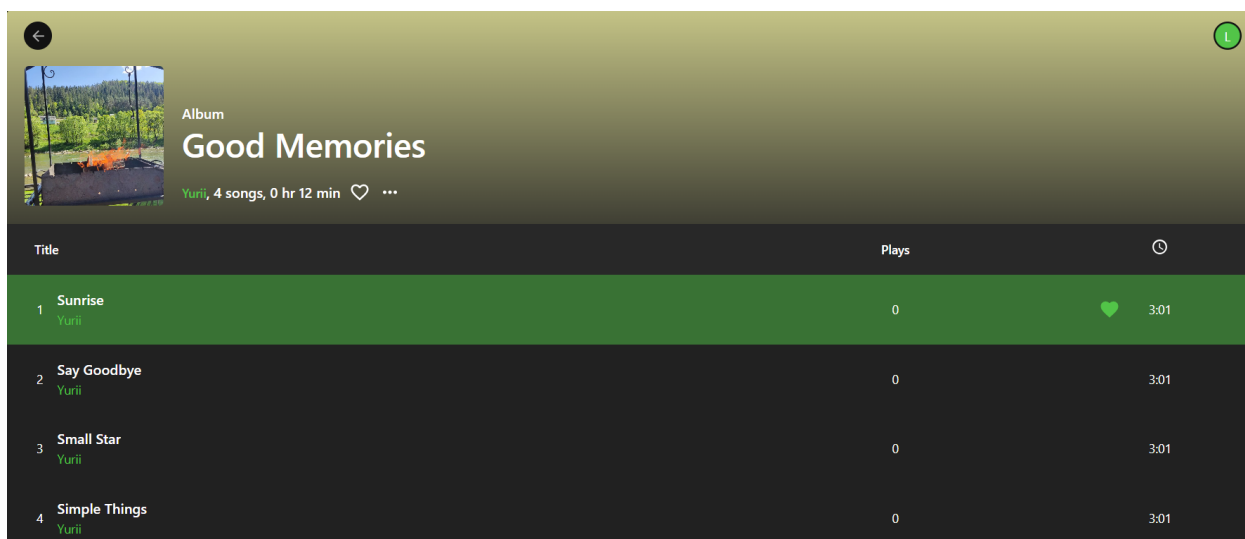 L
Album
Good Memories
Yurii, 4 songs, 0 hr 12 min
Title Plays
1 Sunrise 0 3:01
Yurii
2 Say Goodbye 0 3:01
Yurii
3 Small Star 0 3:01
Yurii
4 Simple Things 0 3:01
Yurii